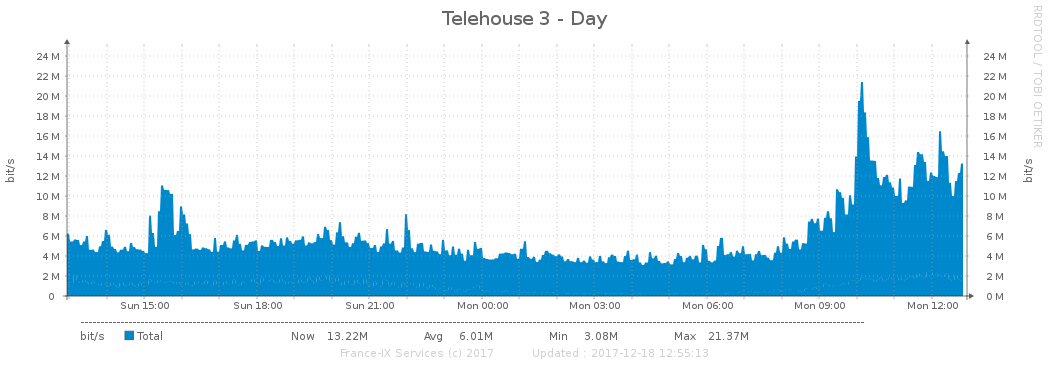 Telehouse 3 - Day
RRDTOOL / TOBI OETIKER
24 M 24 M
22 M 22 M
20 M 20 M
18 M 18 M
16 M 16 M
14 M 14 M
12 M 12 M
10 M 10 M
8 M 8 M
6 M 6 M
4 M 4 M
2 M 2 M
0 0 M
bit/s bit/s
Sun 15:00 Sun 18:00 Sun 21:00 Mon 00:00 Mon 03:00 Mon 06:00 Mon 09:00 Mon 12:00
bit/s Total Now 13.22M Avg 6.01M Min 3.08M Max 21.37M
France-IX Services (c) 2017 Updated : 2017-12-18 12:55:13